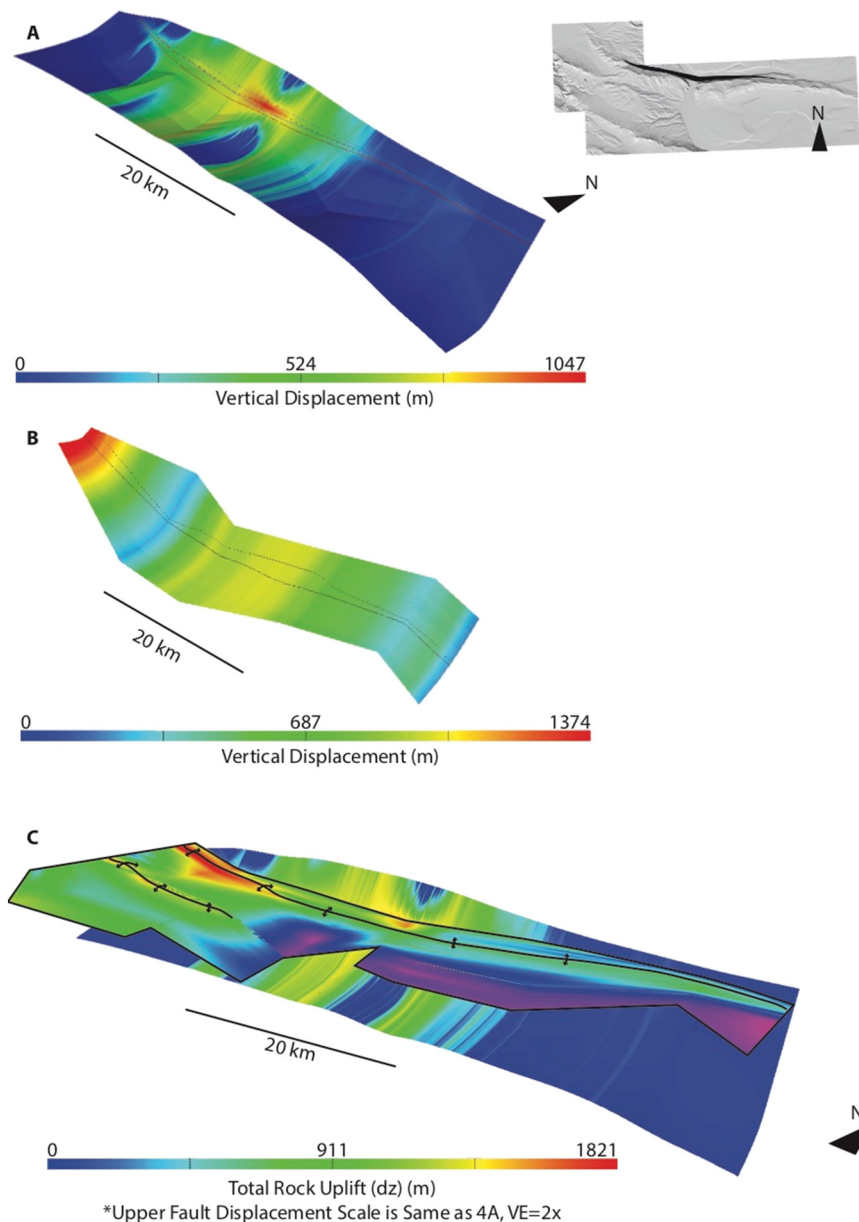 A
N
20 km
N
0 524 1047
Vertical Displacement (m)
B
20 km
0 687 1374
Vertical Displacement (m)
C
20 km
N
0 911 1821
Total Rock Uplift (dz) (m)
*Upper Fault Displacement Scale is Same as 4A, VE=2x